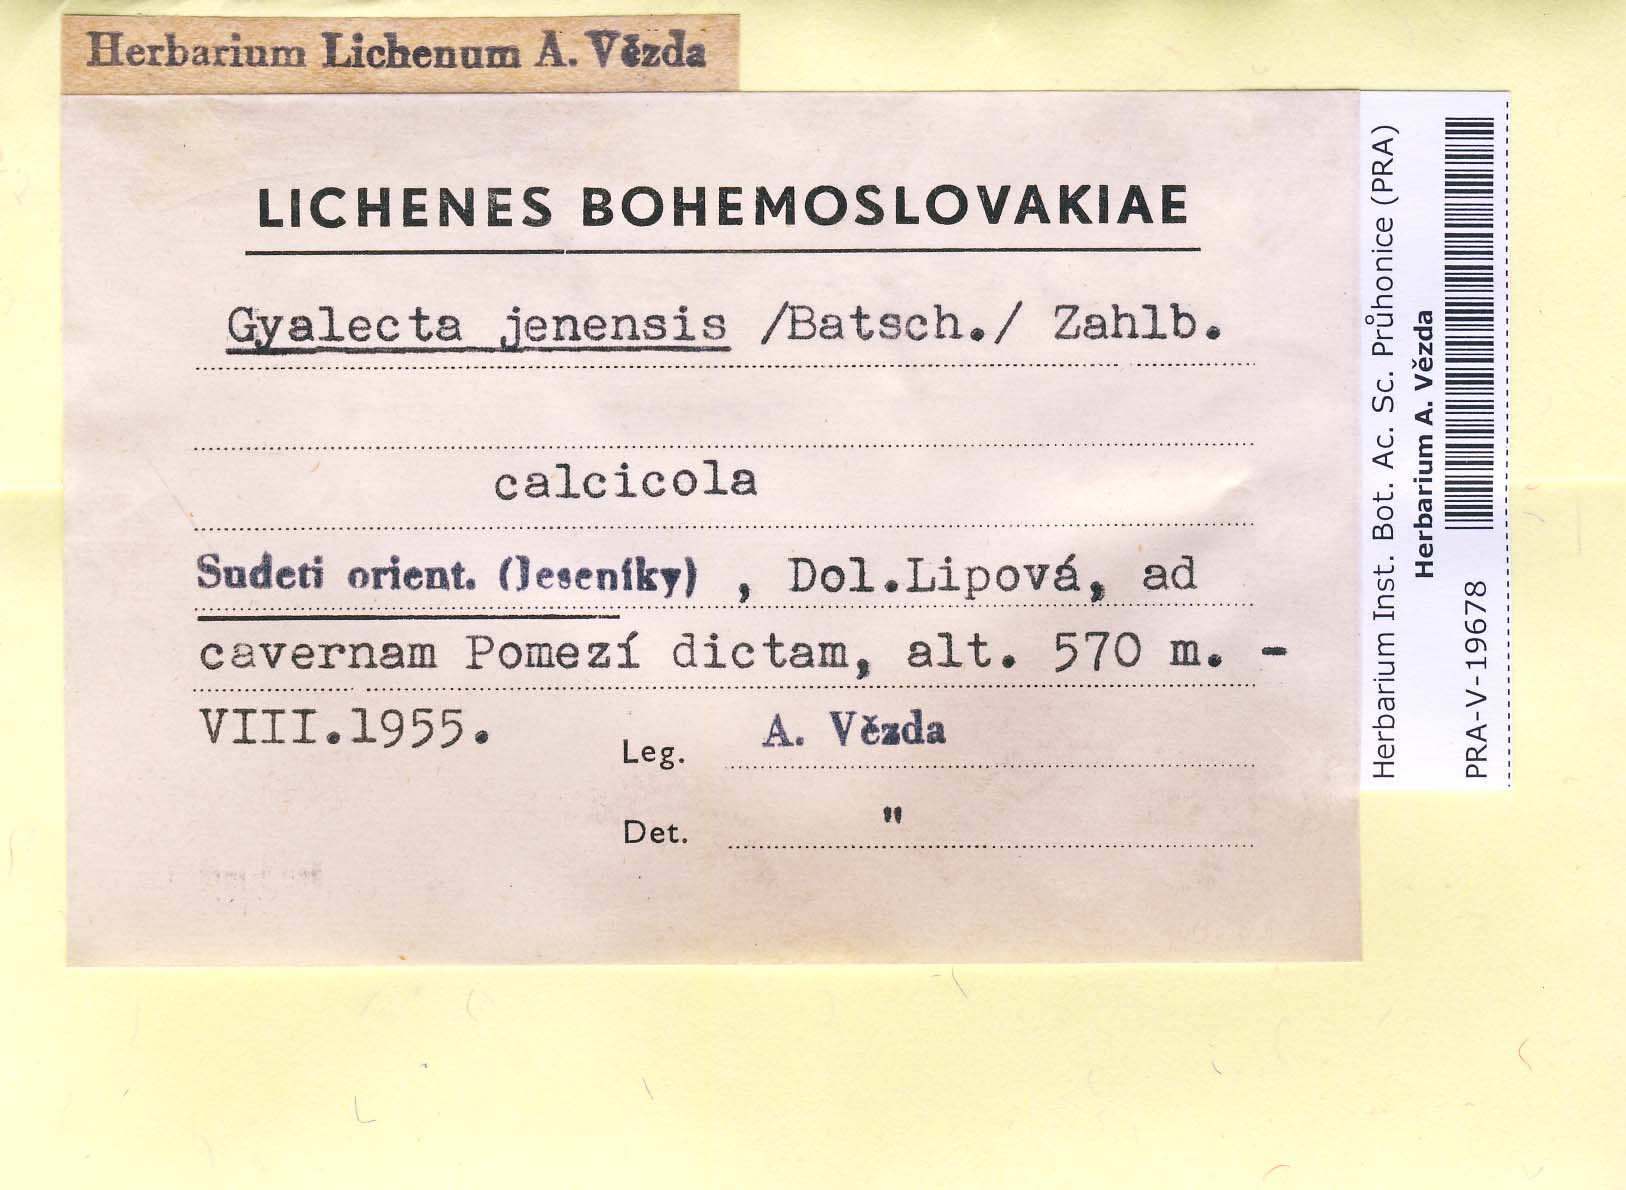 Herbarium Lichenum A. Vězda
LICHENES BOHEMOSLOVAKIAE
Gyalecta jenensis /Batsch./ Zahlb.
calcicola
Sudeti orient. (Jeseníky) , Dol.Lipová, ad
cavernam Pomezí dictam, alt. 570 m. -
VIII.1955.
Leg. A. Vězda
Det. "
Herbarium Inst. Bot. Ac. Sc. Průhonice (PRA)
Herbarium A. Vězda
PRA-V-19678